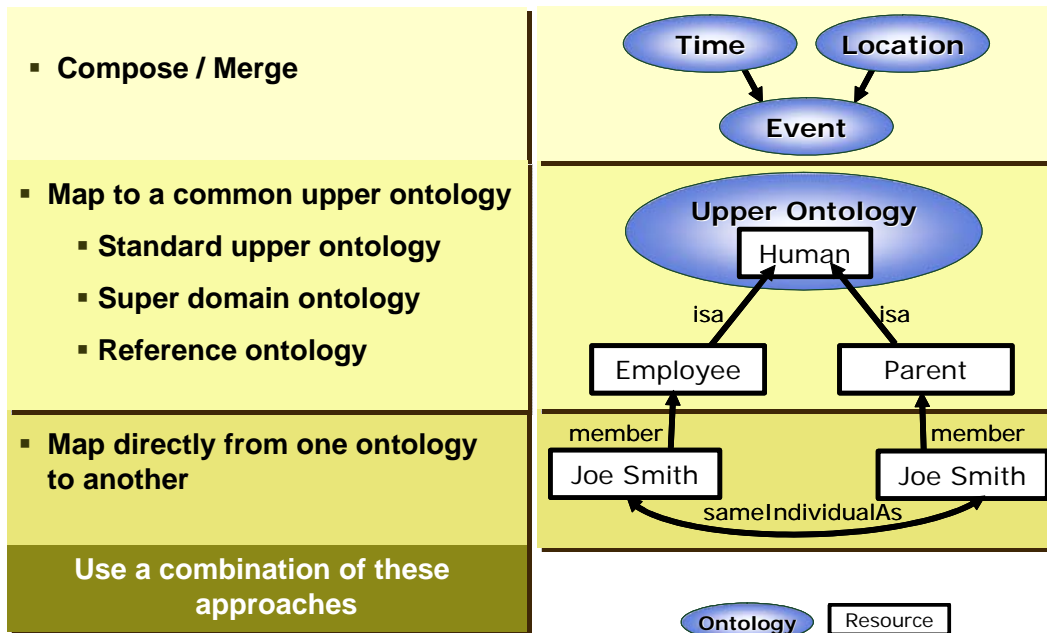 ▪ Compose / Merge
Time
Location
Event
▪ Map to a common upper ontology
▪ Standard upper ontology
▪ Super domain ontology
▪ Reference ontology
Upper Ontology
Human
isa
isa
Employee
Parent
▪ Map directly from one ontology
to another
member
member
Joe Smith
Joe Smith
sameIndividualAs
Use a combination of these
approaches
Ontology
Resource